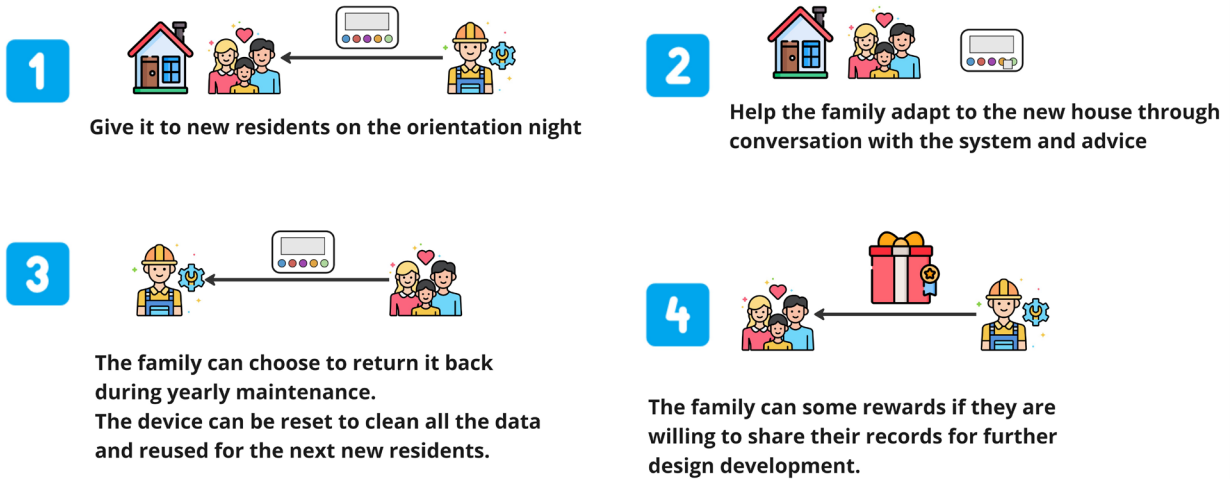 1
Give it to new residents on the orientation night
2
Help the family adapt to the new house through
conversation with the system and advice
3
The family can choose to return it back
during yearly maintenance.
The device can be reset to clean all the data
and reused for the next new residents.
4
The family can some rewards if they are
willing to share their records for further
design development.